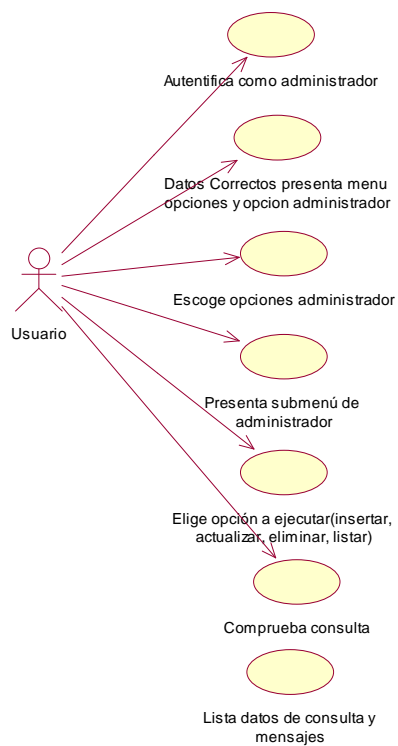 Autentifica como administrador
Datos Correctos presenta menu
opciones y opcion administrador
Escoge opciones administrador
Usuario
Presenta submenú de
administrador
Elige opción a ejecutar(insertar,
actualizar, eliminar, listar)
Comprueba consulta
Lista datos de consulta y
mensajes